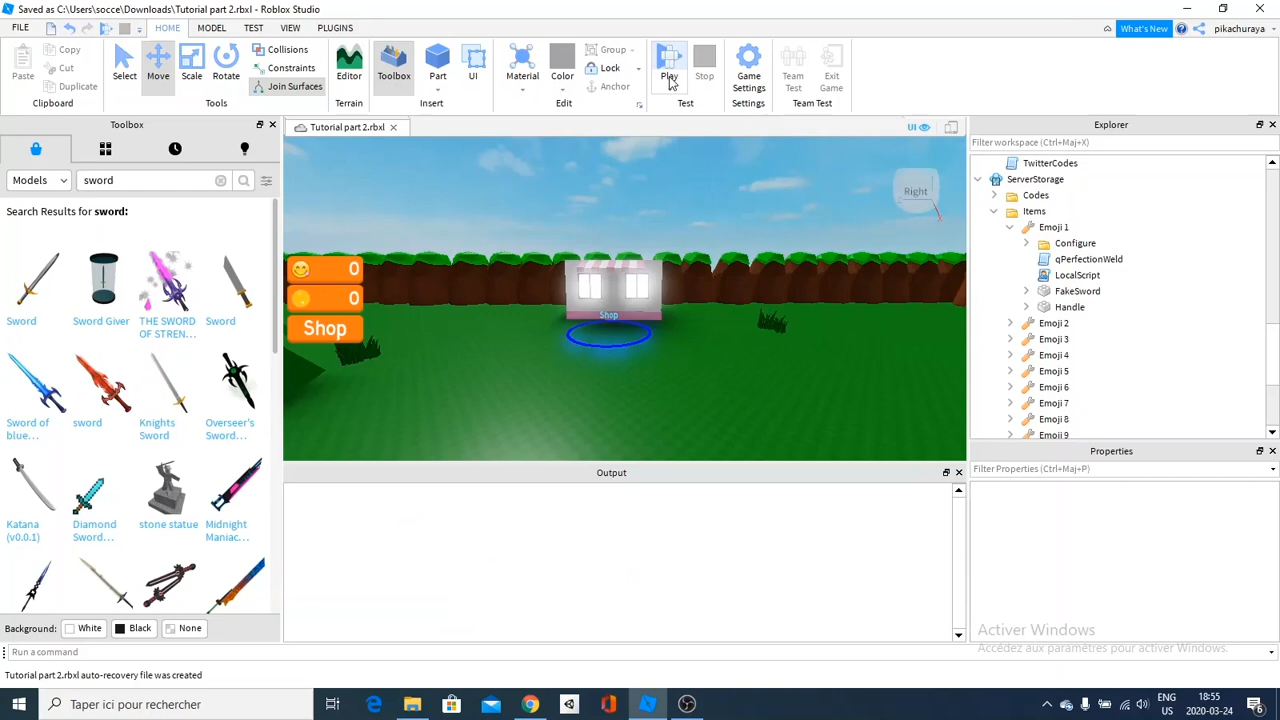 Saved as C:\Users\socce\Downloads\Tutorial part 2.rbxl - Roblox Studio
FILE HOME MODEL TEST VIEW PLUGINS What's New pikachuraya
Paste Copy Cut Duplicate
Clipboard
Select Move Scale Rotate Collisions Constraints Join Surfaces
Tools
Editor
Terrain
Toolbox Part UI
Insert
Material Color Group Lock Anchor
Edit
Play Stop
Test
Game Settings
Settings
Team Test Exit Game
Team Test
Toolbox
Models sword
Search Results for sword:
Sword Sword Giver THE SWORD OF STREN... Sword
Sword of blue... sword Knights Sword Overseer's Sword...
Katana (v0.0.1) Diamond Sword... stone statue Midnight Maniac...
Background: White Black None
Tutorial part 2.rbxl UI
Right
0
0
Shop
Shop
Output
Explorer
Filter workspace (Ctrl+Maj+X)
TwitterCodes
ServerStorage
Codes
Items
Emoji 1
Configure
qPerfectionWeld
LocalScript
FakeSword
Handle
Emoji 2
Emoji 3
Emoji 4
Emoji 5
Emoji 6
Emoji 7
Emoji 8
Emoji 9
Properties
Filter Properties (Ctrl+Maj+P)
Activer Windows
Accédez aux paramètres pour activer Windows.
Run a command
Tutorial part 2.rbxl auto-recovery file was created
Taper ici pour rechercher
ENG US
18:55
2020-03-24
6